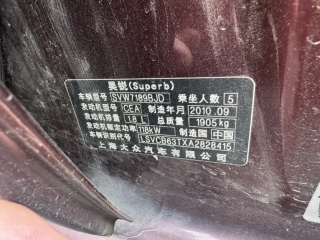 昊锐(Superb)
车辆型号 SVW7189BJD 乘坐人数 5
发动机型号 CEA 制造年月 2010.09
发动机排量 1.8 L 总质量 1905 kg
发动机额定功率 118kW 制造国 中国
车辆识别代号 LSVCB63TXA2828415
上海大众汽车有限公司